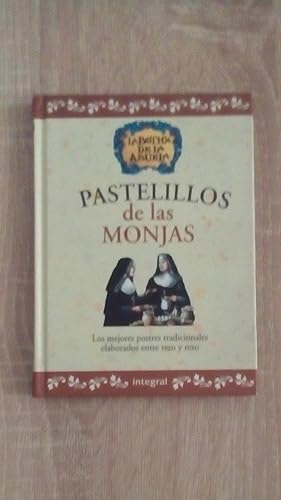 LA BOTICA
DE LA
ABUELA
PASTELILLOS
de las
MONJAS
Los mejores postres tradicionales
elaborados entre rezo y rezo
integral